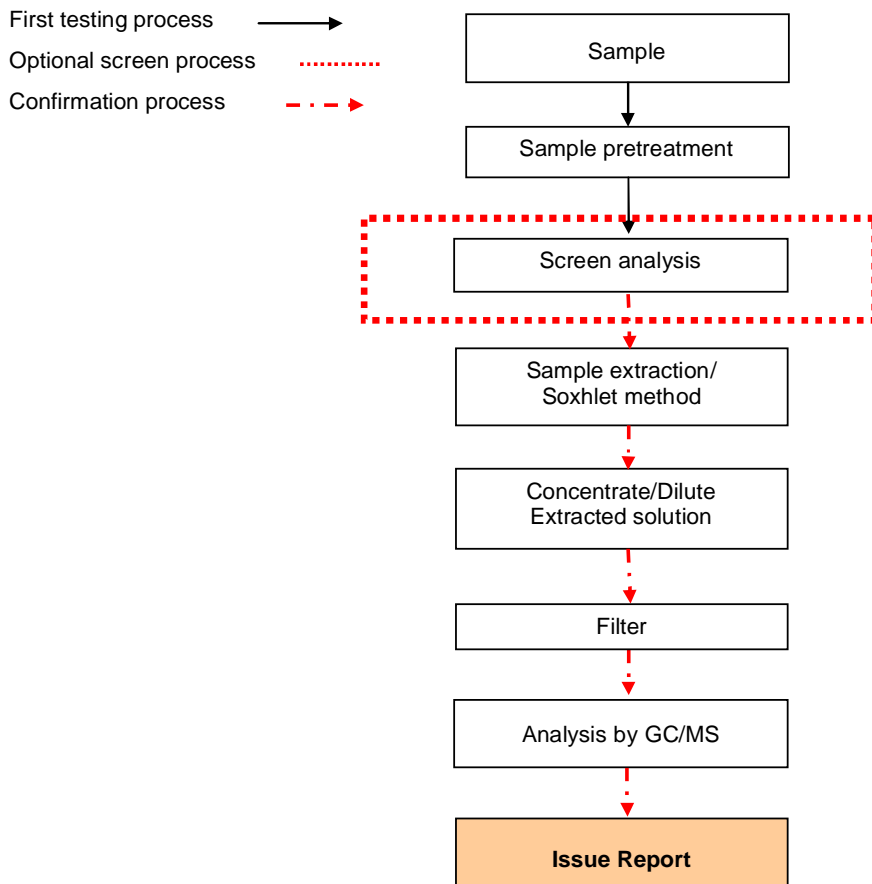 First testing process
Optional screen process
Confirmation process
Sample
Sample pretreatment
Screen analysis
Sample extraction/
Soxhlet method
Concentrate/Dilute
Extracted solution
Filter
Analysis by GC/MS
Issue Report